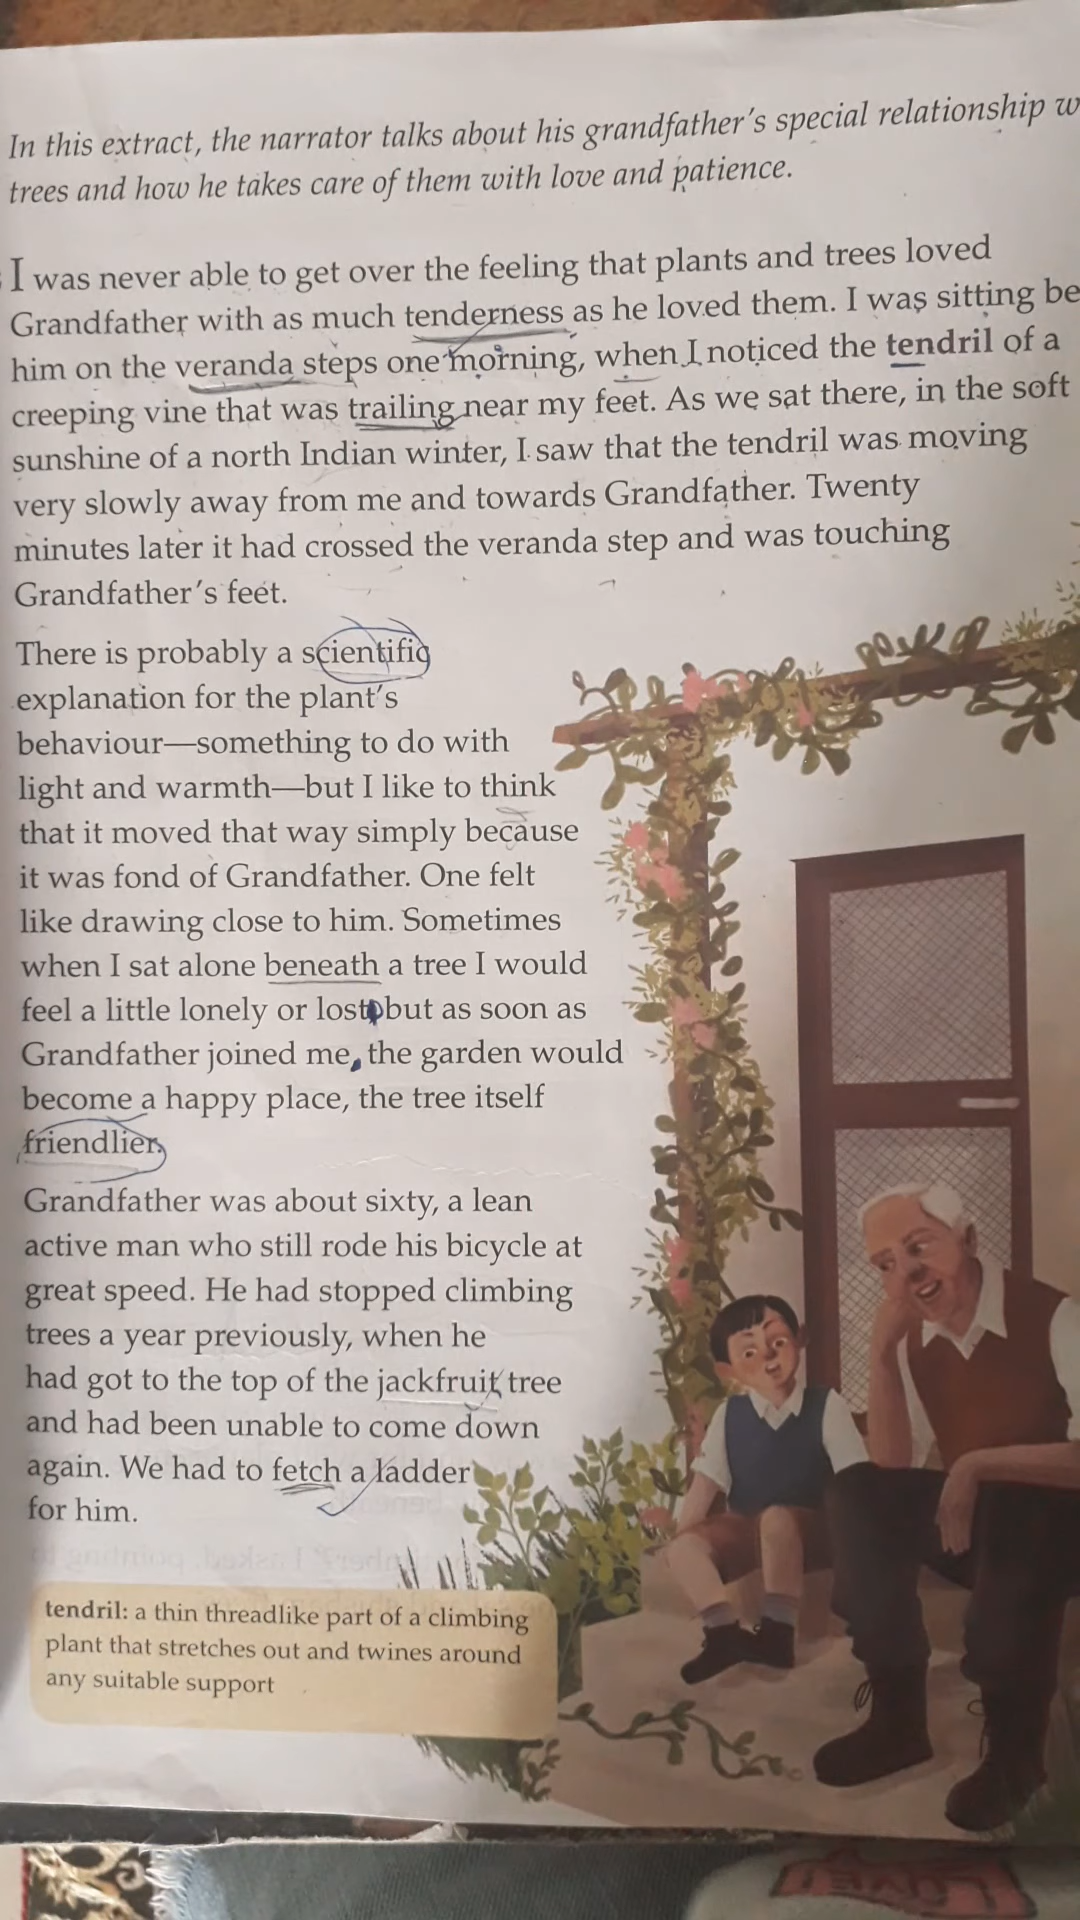 In this extract, the narrator talks about his grandfather's special relationship w
trees and how he takes care of them with love and patience.
I was never able to get over the feeling that plants and trees loved
Grandfather with as much tenderness as he loved them. I was sitting be
him on the veranda steps one morning, when I noticed the tendril of a
creeping vine that was trailing near my feet. As we sat there, in the soft
sunshine of a north Indian winter, I saw that the tendril was moving
very slowly away from me and towards Grandfather. Twenty
minutes later it had crossed the veranda step and was touching
Grandfather's feet.
There is probably a scientific
explanation for the plant's
behaviour—something to do with
light and warmth—but I like to think
that it moved that way simply because
it was fond of Grandfather. One felt
like drawing close to him. Sometimes
when I sat alone beneath a tree I would
feel a little lonely or lost, but as soon as
Grandfather joined me, the garden would
become a happy place, the tree itself
friendlier.
Grandfather was about sixty, a lean
active man who still rode his bicycle at
great speed. He had stopped climbing
trees a year previously, when he
had got to the top of the jackfruit tree
and had been unable to come down
again. We had to fetch a ladder
for him.
tendril: a thin threadlike part of a climbing
plant that stretches out and twines around
any suitable support